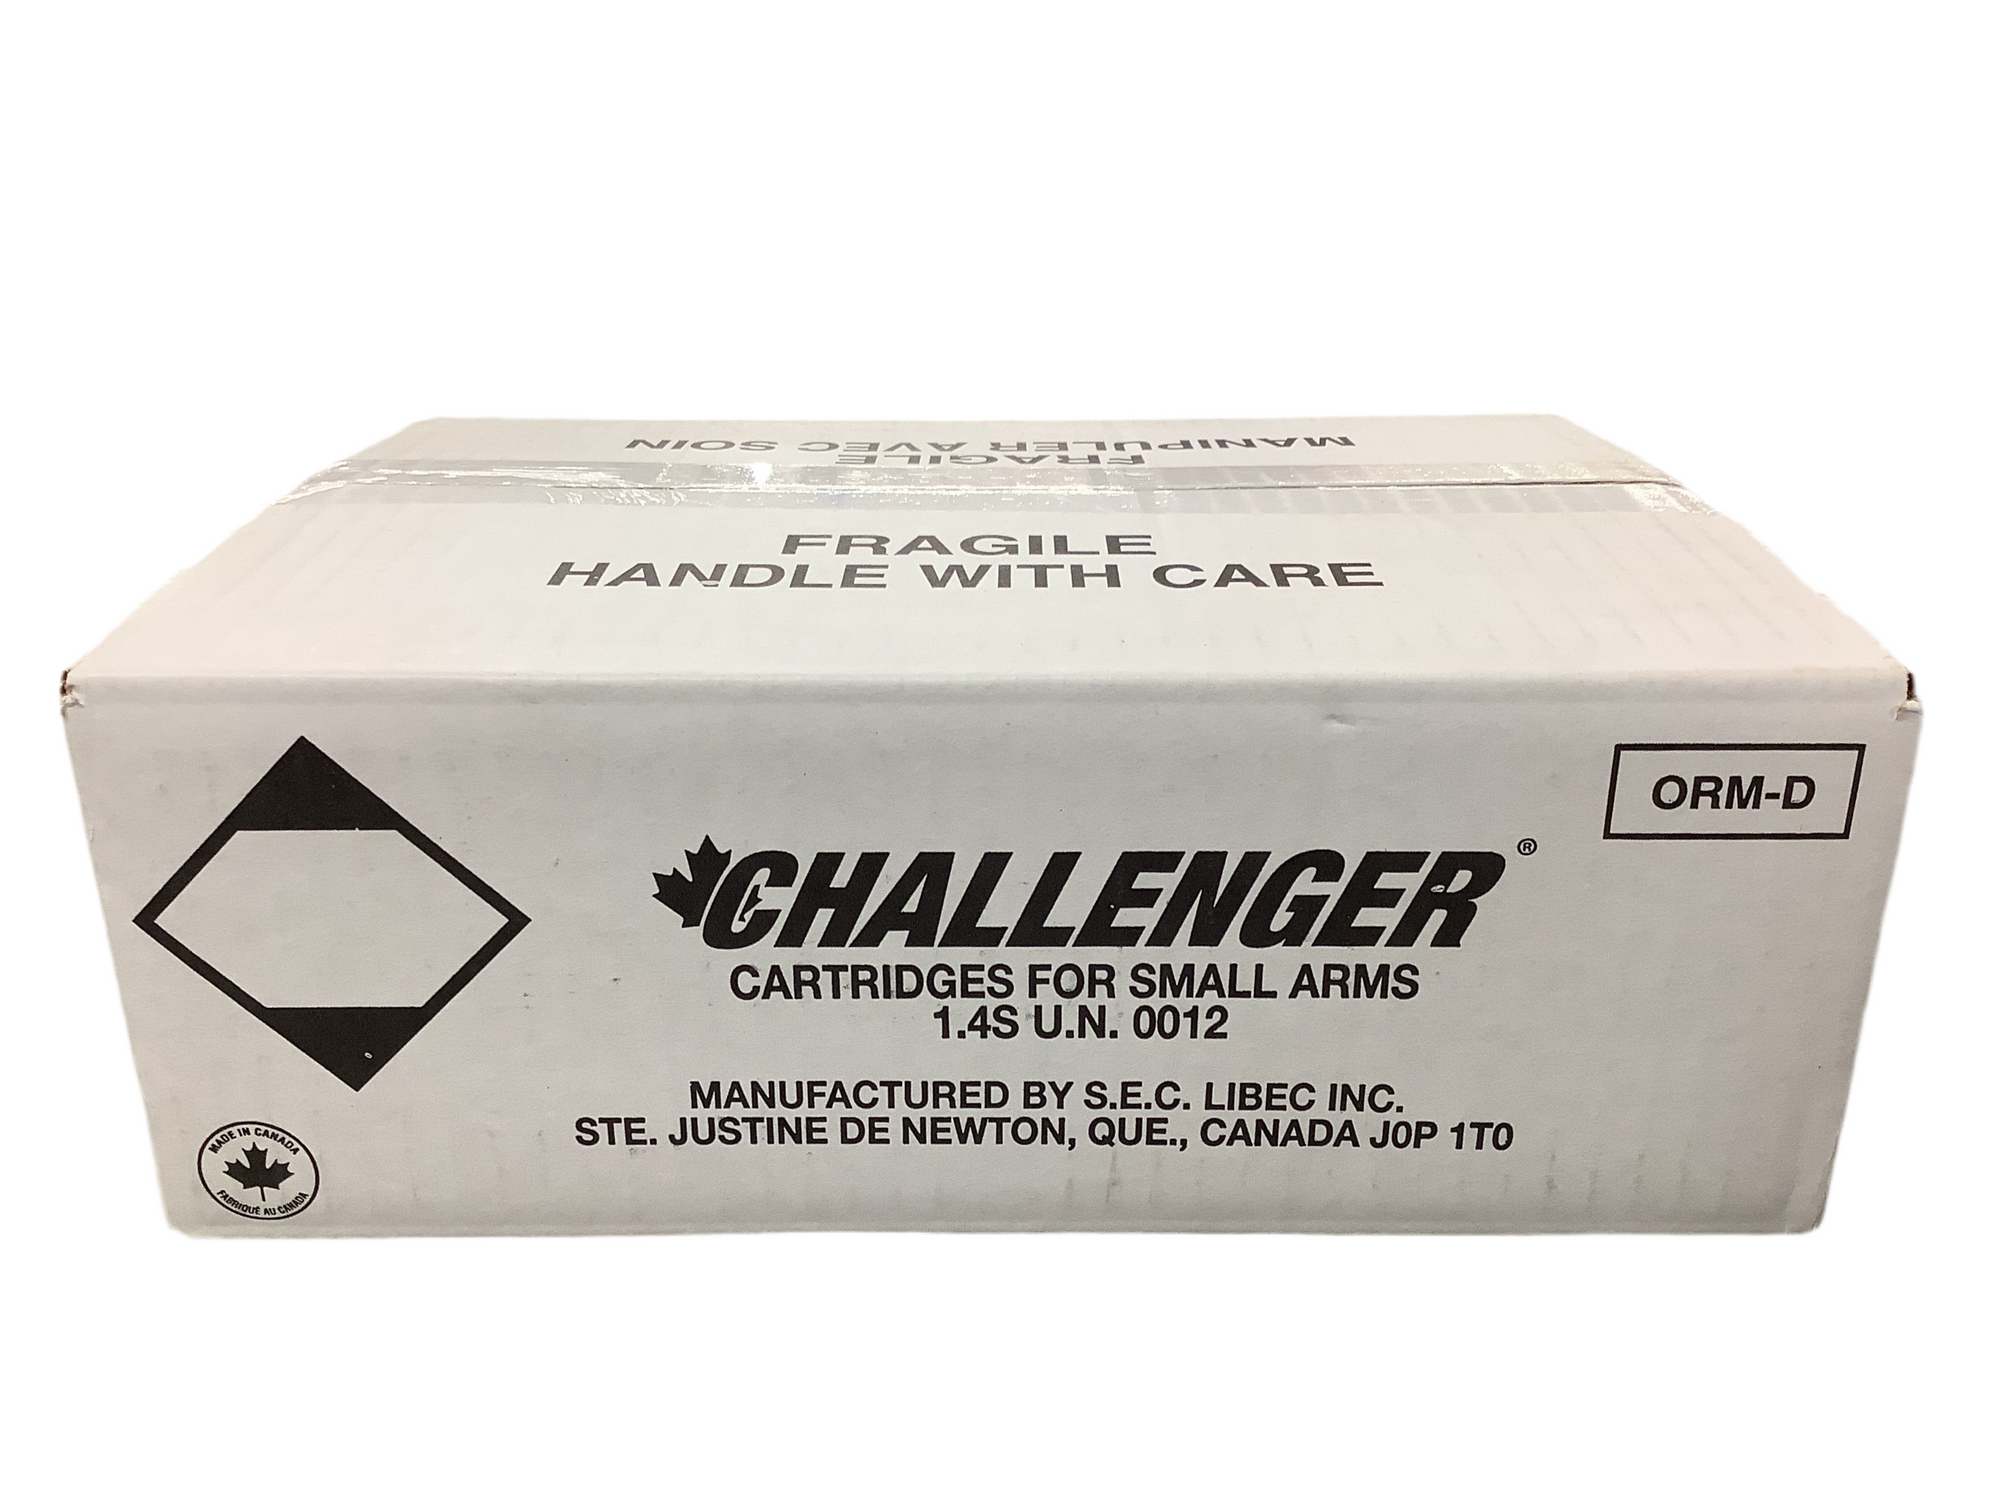 FRAGILE
MANIPULER AVEC SOIN
FRAGILE
HANDLE WITH CARE
ORM-D
CHALLENGER®
CARTRIDGES FOR SMALL ARMS
1.4S U.N. 0012
MANUFACTURED BY S.E.C. LIBEC INC.
STE. JUSTINE DE NEWTON, QUE., CANADA J0P 1T0
MADE IN CANADA
FABRIQUÉ AU CANADA